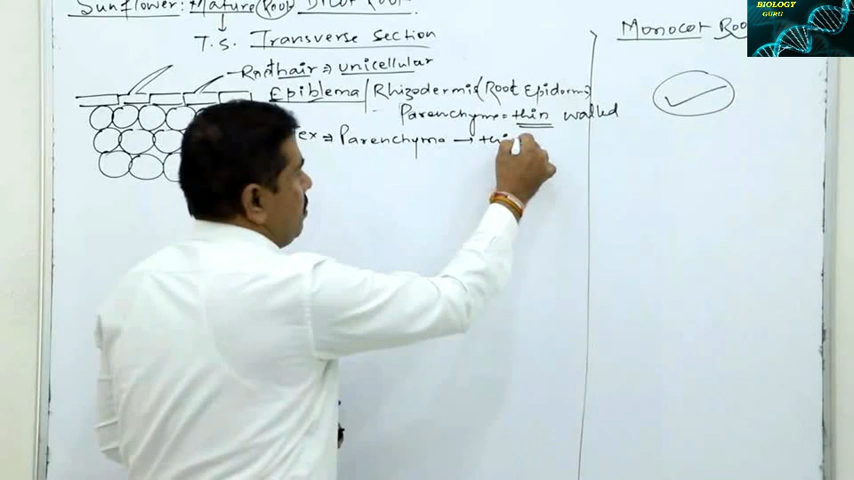 Sunflower: Mature Root Dicot Root
T.S. Transverse section
Root hair ⇒ unicellular
Epiblema / Rhizodermis (Root Epidermis)
Parenchyma = thin walled
⇒ Parenchyma → thi
Monocot Roo
BIOLOGY
GURU